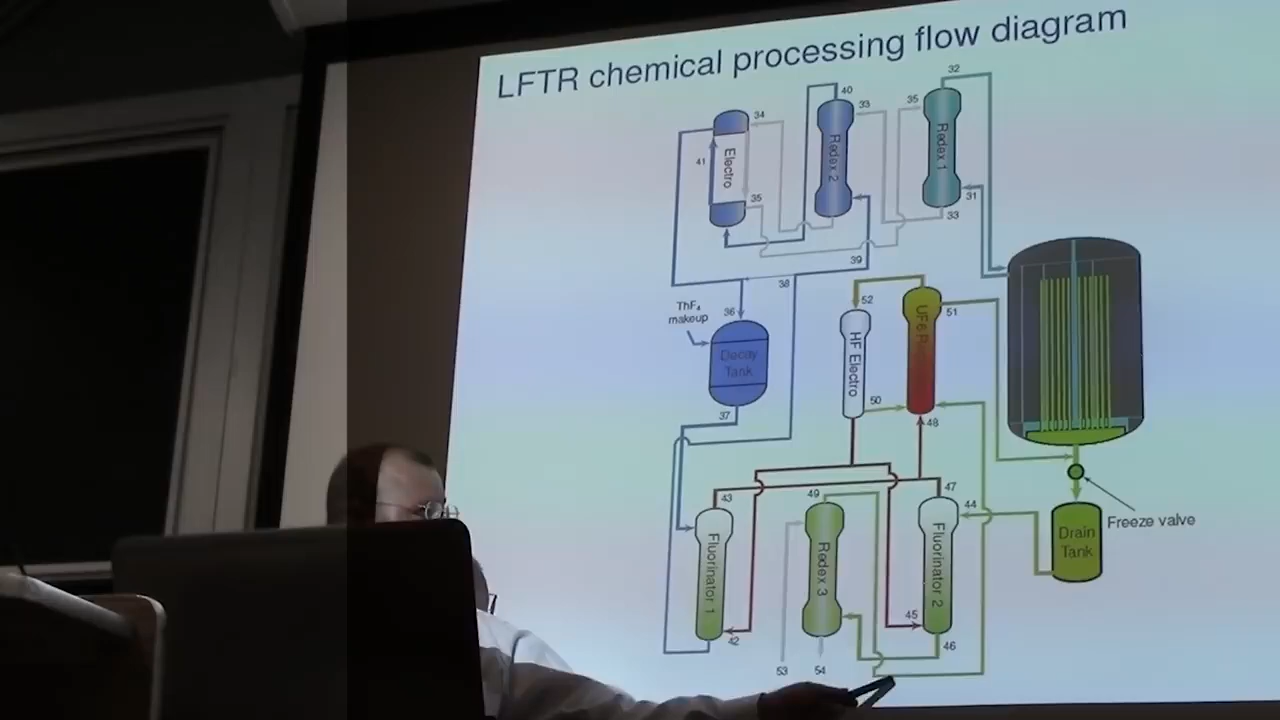 LFTR chemical processing flow diagram
32
40
33
35
34
Electro
41
Redox 2
Redox 1
35
31
33
39
38
ThF₄
makeup
36
Decay
Tank
37
52
51
HF Electro
50
48
43
49
47
44
Freeze valve
Drain
Tank
Fluorinator 1
Redox 3
Fluorinator 2
45
42
46
53
54